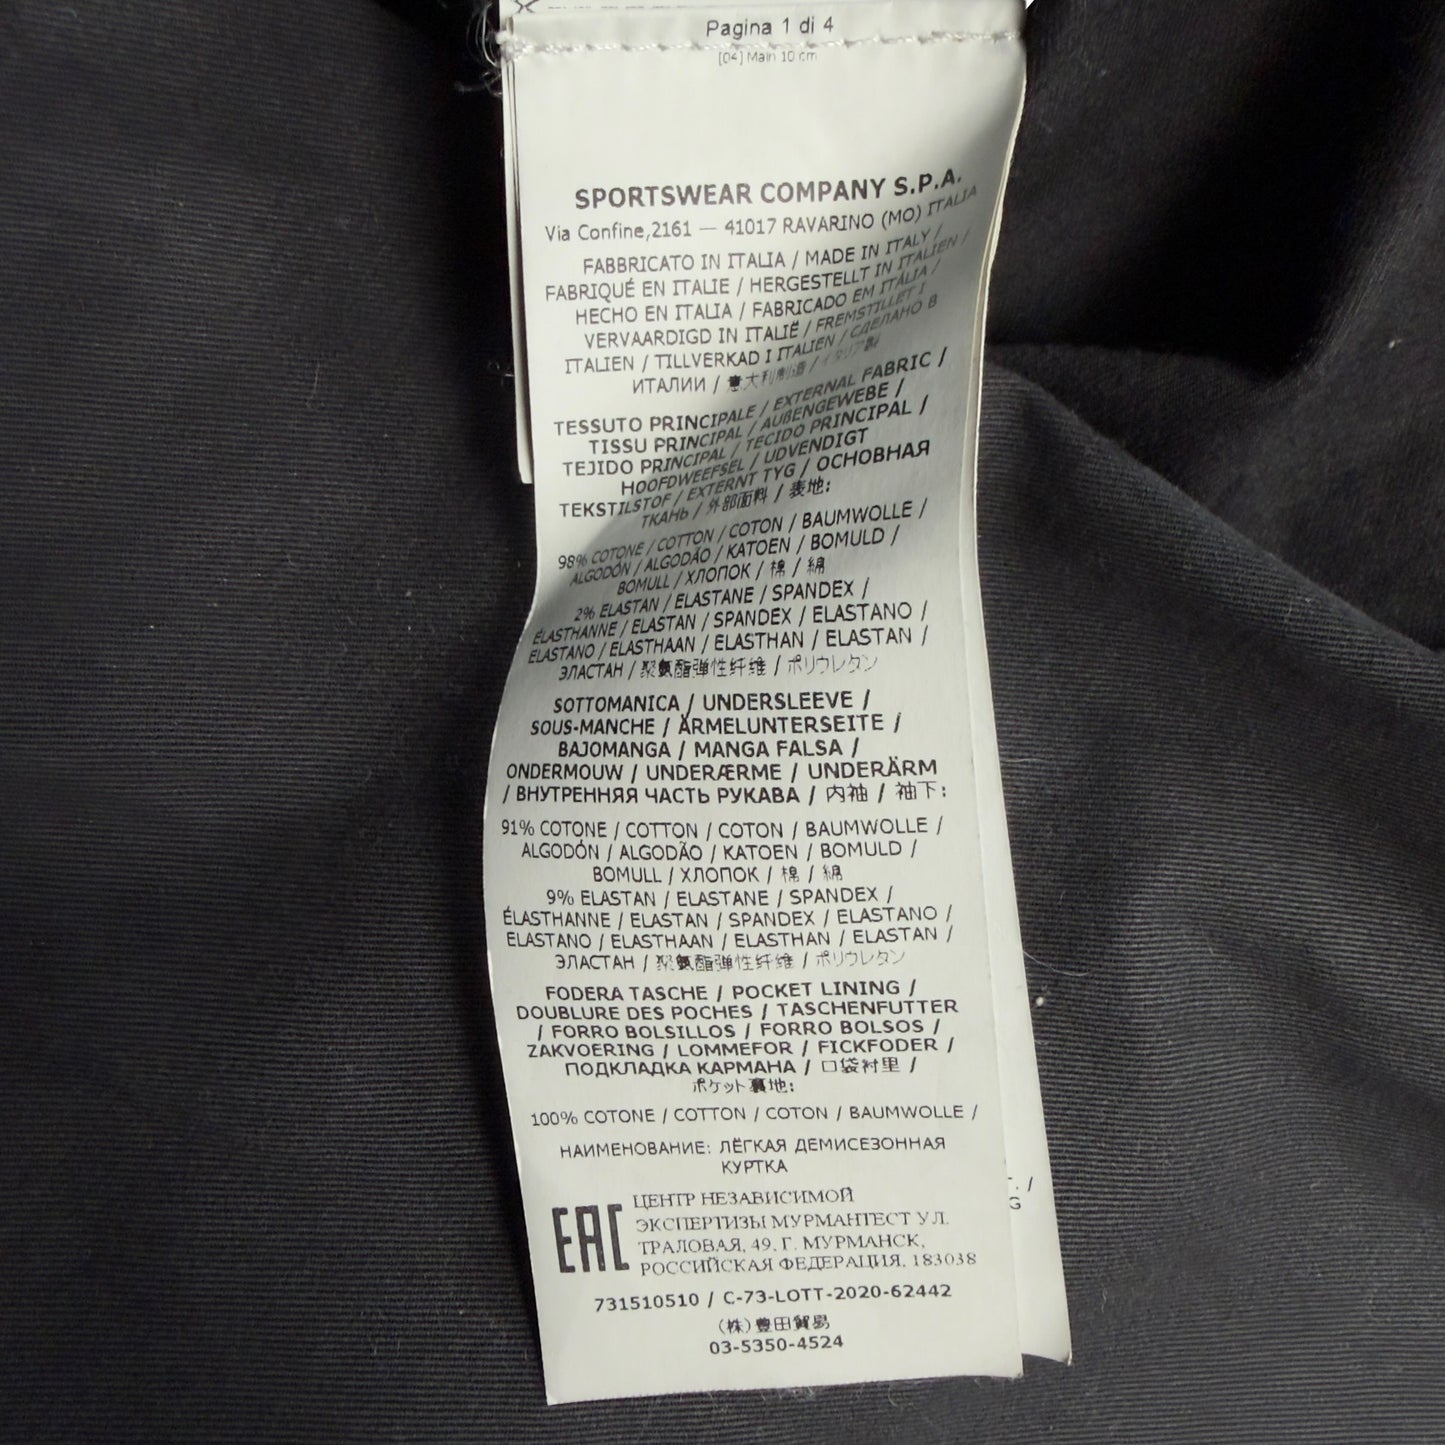 Pagina 1 di 4
[04] Main 10 cm
SPORTSWEAR COMPANY S.P.A.
Via Confine,2161 — 41017 RAVARINO (MO) ITALIA
FABBRICATO IN ITALIA / MADE IN ITALY /
FABRIQUÉ EN ITALIE / HERGESTELLT IN ITALIEN /
HECHO EN ITALIA / FABRICADO EM ITÁLIA /
VERVAARDIGD IN ITALIË / FREMSTILLET I
ITALIEN / TILLVERKAD I ITALIEN / СДЕЛАНО В
ИТАЛИИ / 意大利制造 / イタリア製
TESSUTO PRINCIPALE / EXTERNAL FABRIC /
TISSU PRINCIPAL / AUßENGEWEBE /
TEJIDO PRINCIPAL / TECIDO PRINCIPAL /
HOOFDWEEFSEL / UDVENDIGT
TEKSTILSTOF / EXTERNT TYG / ОСНОВНАЯ
ТКАНЬ / 外部面料 / 表地:
98% COTONE / COTTON / COTON / BAUMWOLLE /
ALGODÓN / ALGODÃO / KATOEN / BOMULD /
BOMULL / ХЛОПОК / 棉 / 綿
2% ELASTAN / ELASTANE / SPANDEX /
ÉLASTHANNE / ELASTAN / SPANDEX / ELASTANO /
ELASTANO / ELASTHAAN / ELASTHAN / ELASTAN /
ЭЛАСТАН / 聚氨酯弹性纤维 / ポリウレタン
SOTTOMANICA / UNDERSLEEVE /
SOUS-MANCHE / ÄRMELUNTERSEITE /
BAJOMANGA / MANGA FALSA /
ONDERMOUW / UNDERÆRME / UNDERÄRM
/ ВНУТРЕННЯЯ ЧАСТЬ РУКАВА / 内袖 / 袖下:
91% COTONE / COTTON / COTON / BAUMWOLLE /
ALGODÓN / ALGODÃO / KATOEN / BOMULD /
BOMULL / ХЛОПОК / 棉 / 綿
9% ELASTAN / ELASTANE / SPANDEX /
ÉLASTHANNE / ELASTAN / SPANDEX / ELASTANO /
ELASTANO / ELASTHAAN / ELASTHAN / ELASTAN /
ЭЛАСТАН / 聚氨酯弹性纤维 / ポリウレタン
FODERA TASCHE / POCKET LINING /
DOUBLURE DES POCHES / TASCHENFUTTER
/ FORRO BOLSILLOS / FORRO BOLSOS /
ZAKVOERING / LOMMEFOR / FICKFODER /
ПОДКЛАДКА КАРМАНА / 口袋衬里 /
ポケット裏地:
100% COTONE / COTTON / COTON / BAUMWOLLE /
НАИМЕНОВАНИЕ: ЛЁГКАЯ ДЕМИСЕЗОННАЯ
КУРТКА
EAC
ЦЕНТР НЕЗАВИСИМОЙ
ЭКСПЕРТИЗЫ МУРМАНТЕСТ УЛ.
ТРАЛОВАЯ, 49, Г. МУРМАНСК,
РОССИЙСКАЯ ФЕДЕРАЦИЯ, 183038
731510510 / C-73-LOTT-2020-62442
(株)豊田貿易
03-5350-4524